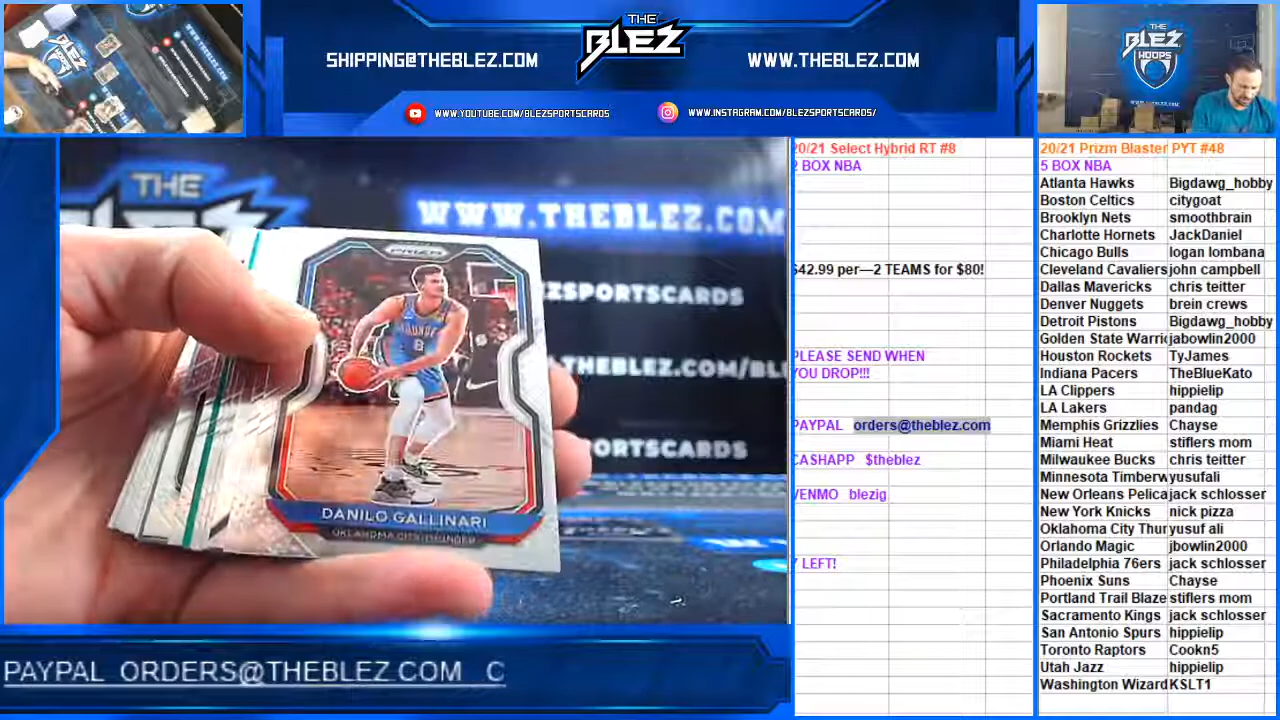 THE
BLEZ
SHIPPING@THEBLEZ.COM
WWW.THEBLEZ.COM
WWW.YOUTUBE.COM/BLEZSPORTSCARDS
WWW.INSTAGRAM.COM/BLEZSPORTSCARDS/
THE
BLEZ
HOOPS
THE
WWW.THEBLEZ.COM
EZSPORTSCARDS
THEBLEZ.COM/BL
SPORTSCARDS
PRIZM
DANILO GALLINARI
OKLAHOMA CITY THUNDER
20/21 Select Hybrid RT #8
2 BOX NBA
$42.99 per—2 TEAMS for $80!
PLEASE SEND WHEN
YOU DROP!!!
PAYPAL orders@theblez.com
CASHAPP $theblez
VENMO blezig
7 LEFT!
20/21 Prizm Blaster PYT #48
5 BOX NBA
Atlanta Hawks Bigdawg_hobby
Boston Celtics citygoat
Brooklyn Nets smoothbrain
Charlotte Hornets JackDaniel
Chicago Bulls logan lombana
Cleveland Cavaliers john campbell
Dallas Mavericks chris teitter
Denver Nuggets brein crews
Detroit Pistons Bigdawg_hobby
Golden State Warric jabowlin2000
Houston Rockets TyJames
Indiana Pacers TheBlueKato
LA Clippers hippielip
LA Lakers pandag
Memphis Grizzlies Chayse
Miami Heat stiflers mom
Milwaukee Bucks chris teitter
Minnesota Timberw yusufali
New Orleans Pelica jack schlosser
New York Knicks nick pizza
Oklahoma City Thur yusuf ali
Orlando Magic jbowlin2000
Philadelphia 76ers jack schlosser
Phoenix Suns Chayse
Portland Trail Blaze stiflers mom
Sacramento Kings jack schlosser
San Antonio Spurs hippielip
Toronto Raptors Cookn5
Utah Jazz hippielip
Washington Wizard KSLT1
PAYPAL ORDERS@THEBLEZ.COM C